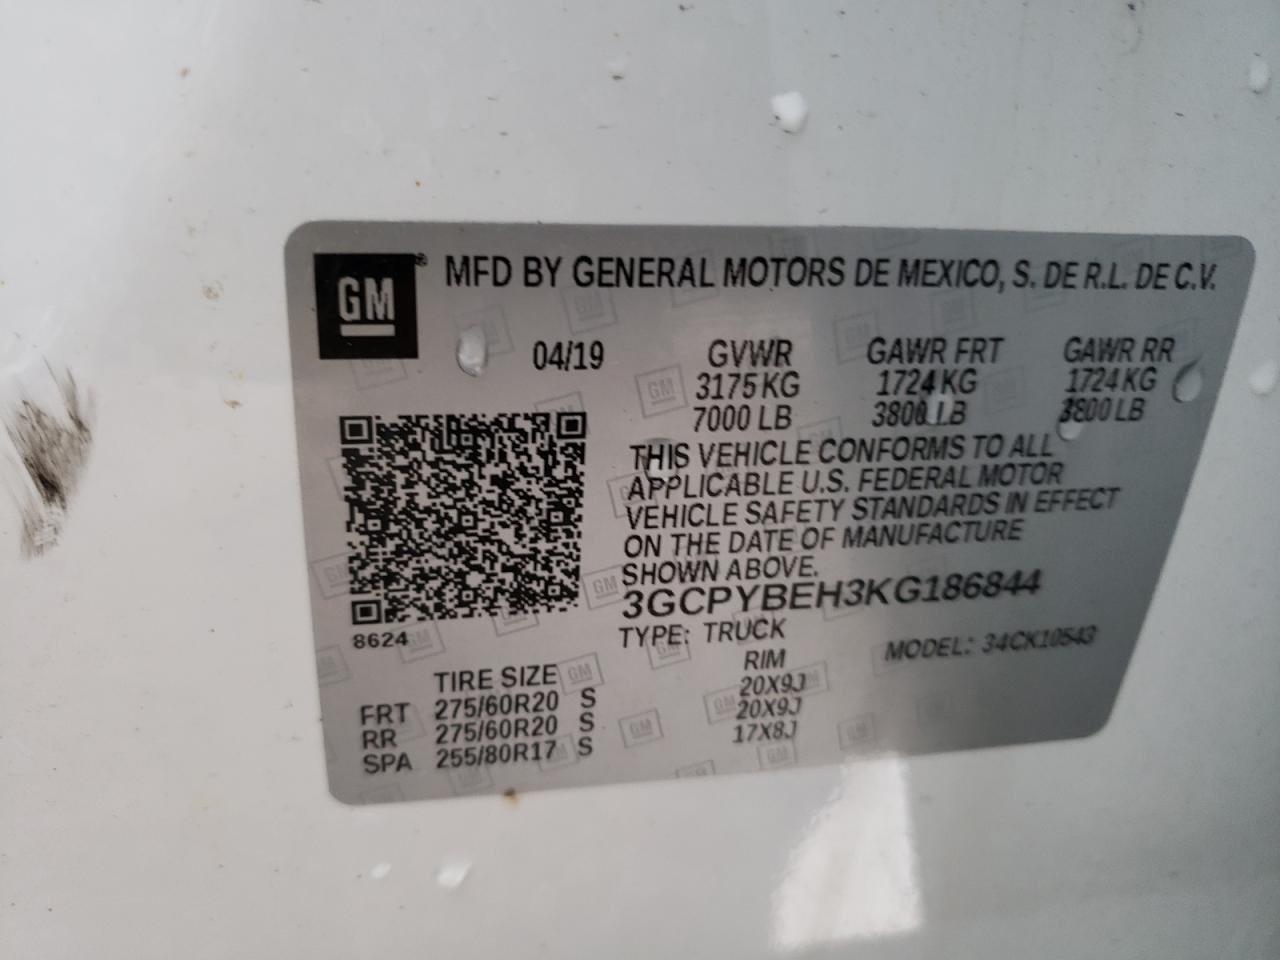 GM® MFD BY GENERAL MOTORS DE MEXICO, S. DE R.L. DE C.V.
04/19 GVWR GAWR FRT GAWR RR
3175 KG 1724 KG 1724 KG
7000 LB 3800 LB 3800 LB
THIS VEHICLE CONFORMS TO ALL
APPLICABLE U.S. FEDERAL MOTOR
VEHICLE SAFETY STANDARDS IN EFFECT
ON THE DATE OF MANUFACTURE
SHOWN ABOVE.
3GCPYBEH3KG186844
8624
TYPE: TRUCK MODEL: 34CK10543
TIRE SIZE RIM
FRT 275/60R20 S 20X9J
RR 275/60R20 S 20X9J
SPA 255/80R17 S 17X8J